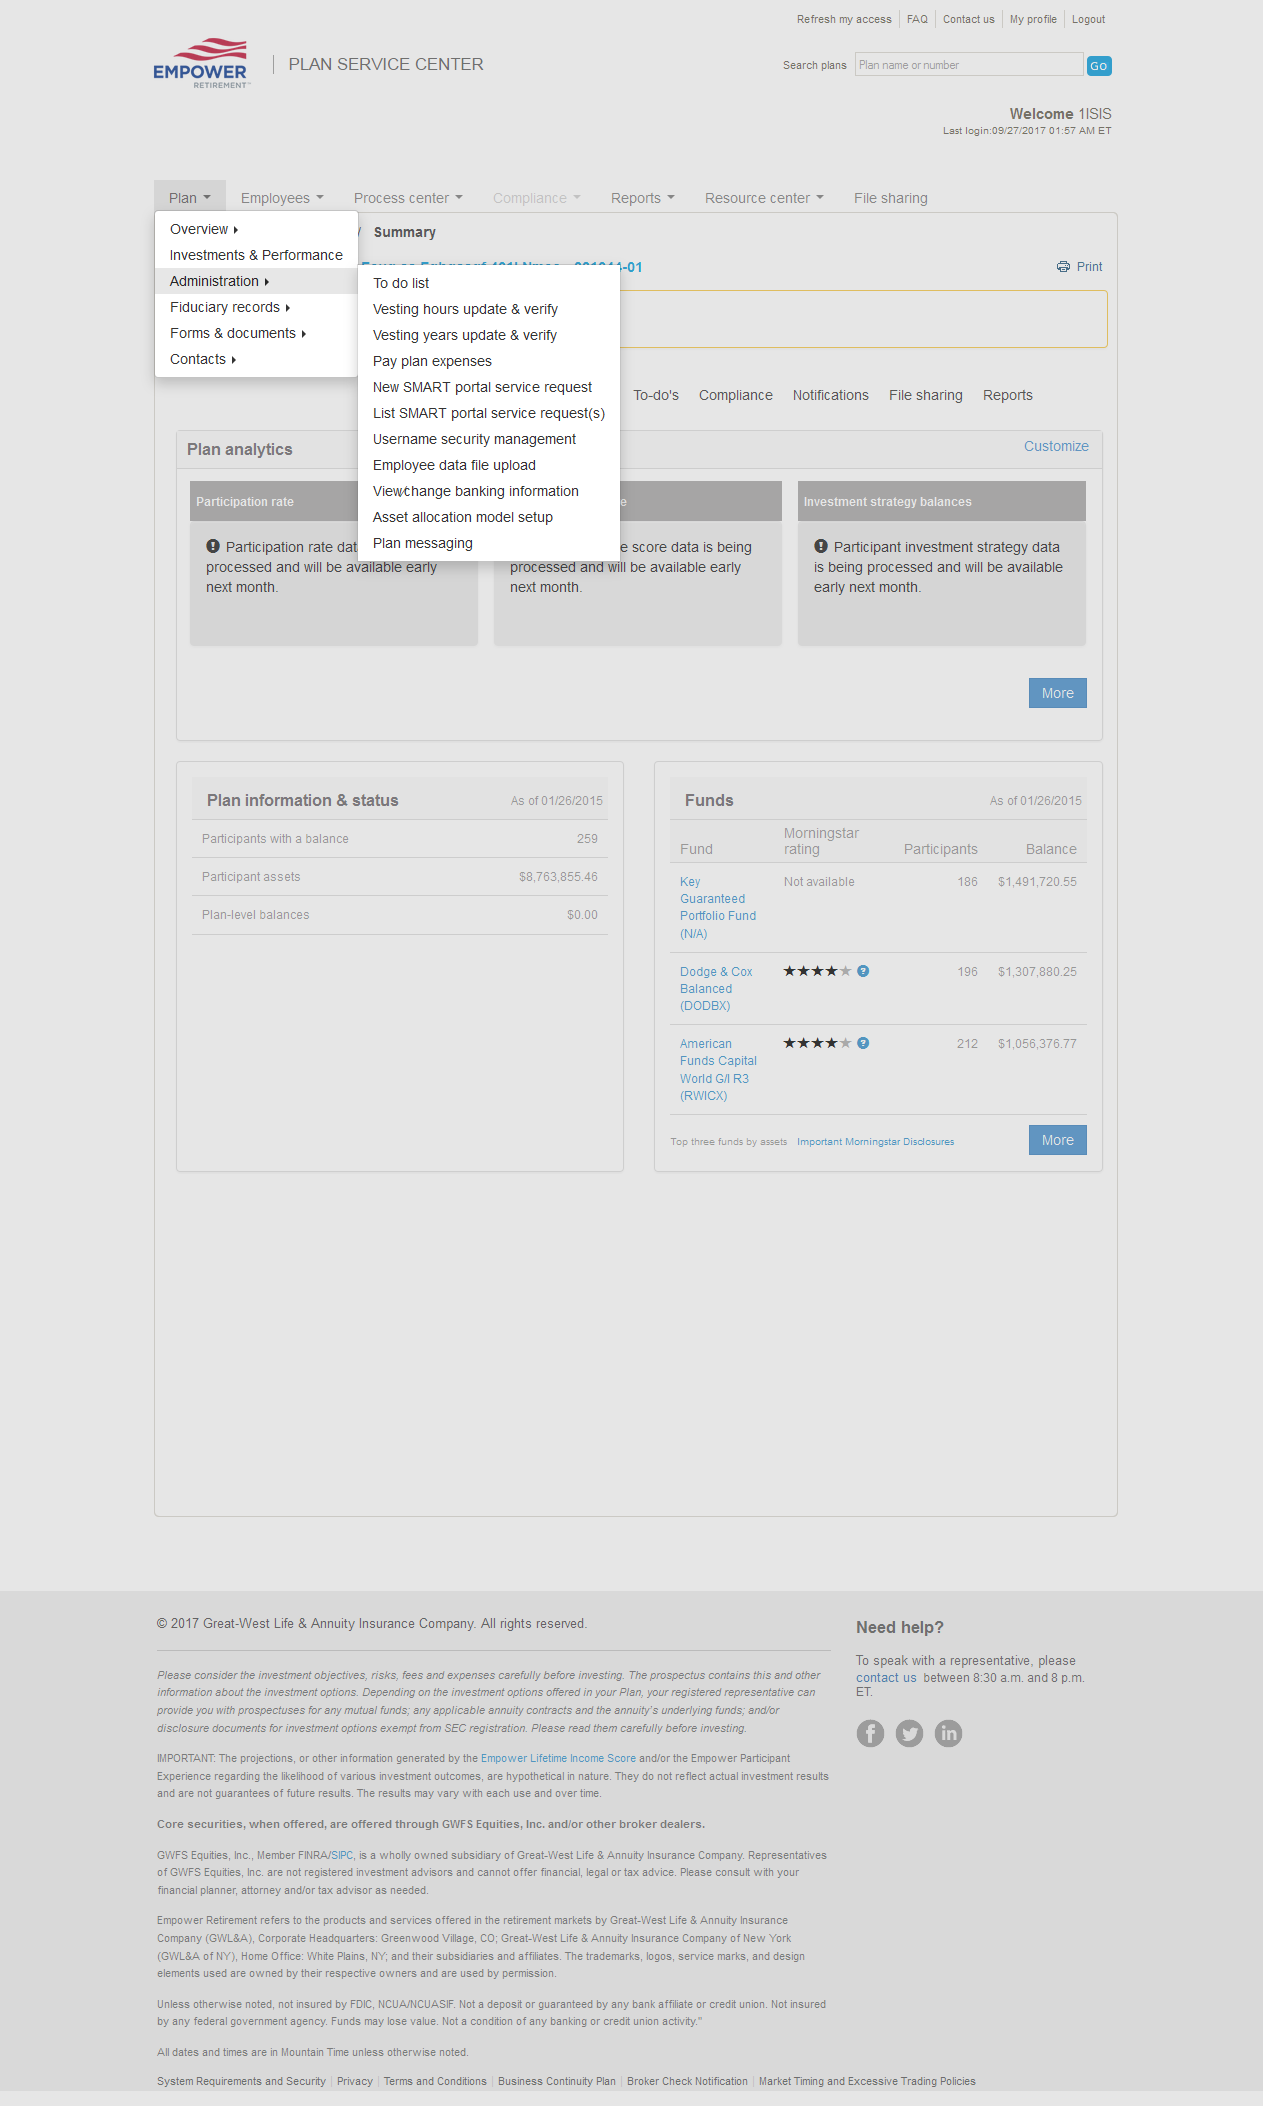 Refresh my access | FAQ | Contact us | My profile | Logout
EMPOWER
RETIREMENT™
PLAN SERVICE CENTER
Search plans
Plan name or number
Go
Welcome 1ISIS
Last login:09/27/2017 01:57 AM ET
Plan
Employees
Process center
Compliance
Reports
Resource center
File sharing
Overview
Investments & Performance
Administration
Fiduciary records
Forms & documents
Contacts
/ Summary
-01
Print
To do list
Vesting hours update & verify
Vesting years update & verify
Pay plan expenses
New SMART portal service request
List SMART portal service request(s)
Username security management
Employee data file upload
View/change banking information
Asset allocation model setup
Plan messaging
To-do's
Compliance
Notifications
File sharing
Reports
Plan analytics
Customize
Participation rate
Participation rate dat
processed and will be available early
next month.
e
e score data is being
processed and will be available early
next month.
Investment strategy balances
Participant investment strategy data
is being processed and will be available
early next month.
More
Plan information & status
As of 01/26/2015
Participants with a balance 259
Participant assets $8,763,855.46
Plan-level balances $0.00
Funds
As of 01/26/2015
Fund
Morningstar
rating
Participants
Balance
Key
Guaranteed
Portfolio Fund
(N/A)
Not available 186 $1,491,720.55
Dodge & Cox
Balanced
(DODBX)
★★★★★ ? 196 $1,307,880.25
American
Funds Capital
World G/I R3
(RWICX)
★★★★★ ? 212 $1,056,376.77
Top three funds by assets Important Morningstar Disclosures
More
© 2017 Great-West Life & Annuity Insurance Company. All rights reserved.
Please consider the investment objectives, risks, fees and expenses carefully before investing. The prospectus contains this and other
information about the investment options. Depending on the investment options offered in your Plan, your registered representative can
provide you with prospectuses for any mutual funds; any applicable annuity contracts and the annuity's underlying funds; and/or
disclosure documents for investment options exempt from SEC registration. Please read them carefully before investing.
IMPORTANT: The projections, or other information generated by the Empower Lifetime Income Score and/or the Empower Participant
Experience regarding the likelihood of various investment outcomes, are hypothetical in nature. They do not reflect actual investment results
and are not guarantees of future results. The results may vary with each use and over time.
Core securities, when offered, are offered through GWFS Equities, Inc. and/or other broker dealers.
GWFS Equities, Inc., Member FINRA/SIPC, is a wholly owned subsidiary of Great-West Life & Annuity Insurance Company. Representatives
of GWFS Equities, Inc. are not registered investment advisors and cannot offer financial, legal or tax advice. Please consult with your
financial planner, attorney and/or tax advisor as needed.
Empower Retirement refers to the products and services offered in the retirement markets by Great-West Life & Annuity Insurance
Company (GWL&A), Corporate Headquarters: Greenwood Village, CO; Great-West Life & Annuity Insurance Company of New York
(GWL&A of NY), Home Office: White Plains, NY; and their subsidiaries and affiliates. The trademarks, logos, service marks, and design
elements used are owned by their respective owners and are used by permission.
Unless otherwise noted, not insured by FDIC, NCUA/NCUASIF. Not a deposit or guaranteed by any bank affiliate or credit union. Not insured
by any federal government agency. Funds may lose value. Not a condition of any banking or credit union activity."
All dates and times are in Mountain Time unless otherwise noted.
System Requirements and Security | Privacy | Terms and Conditions | Business Continuity Plan | Broker Check Notification | Market Timing and Excessive Trading Policies
Need help?
To speak with a representative, please
contact us between 8:30 a.m. and 8 p.m.
ET.